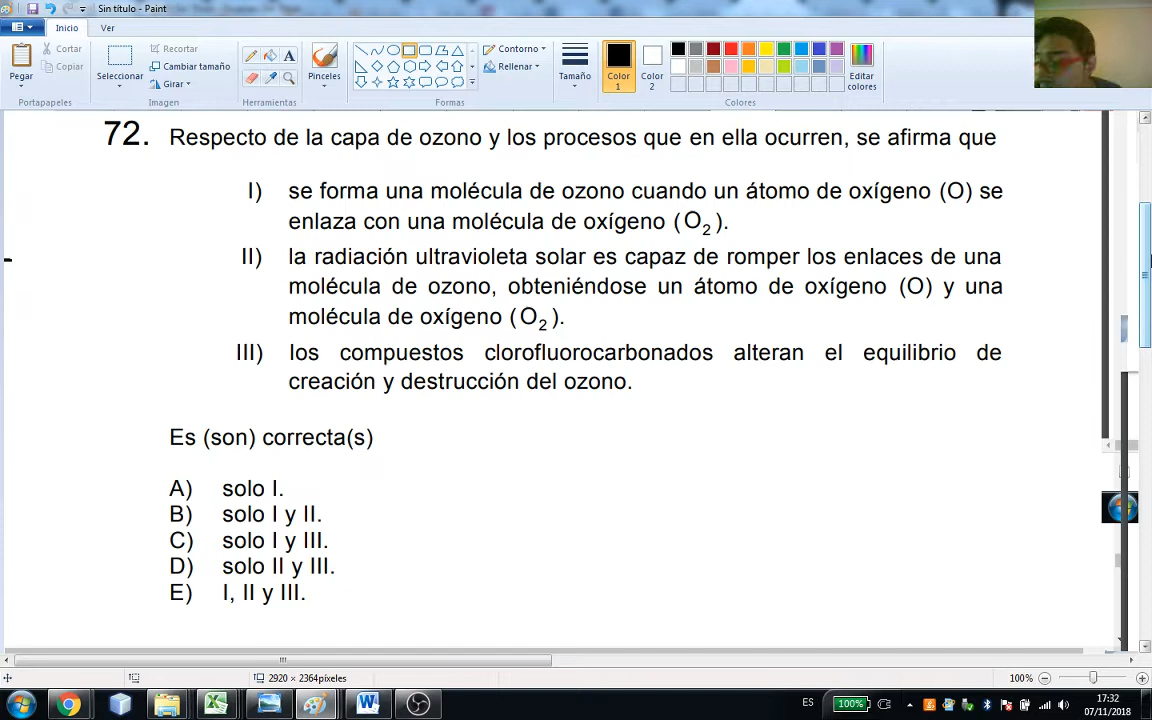 Sin título - Paint
Inicio Ver
Pegar
Cortar
Copiar
Portapapeles
Seleccionar
Recortar
Cambiar tamaño
Girar
Imagen
Herramientas
Pinceles
Contorno
Rellenar
Formas
Tamaño
Color 1
Color 2
Editar colores
Colores
72. Respecto de la capa de ozono y los procesos que en ella ocurren, se afirma que
I) se forma una molécula de ozono cuando un átomo de oxígeno (O) se
enlaza con una molécula de oxígeno (O₂).
II) la radiación ultravioleta solar es capaz de romper los enlaces de una
molécula de ozono, obteniéndose un átomo de oxígeno (O) y una
molécula de oxígeno (O₂).
III) los compuestos clorofluorocarbonados alteran el equilibrio de
creación y destrucción del ozono.
Es (son) correcta(s)
A) solo I.
B) solo I y II.
C) solo I y III.
D) solo II y III.
E) I, II y III.
2920 × 2364píxeles
100%
ES
100%
17:32
07/11/2018